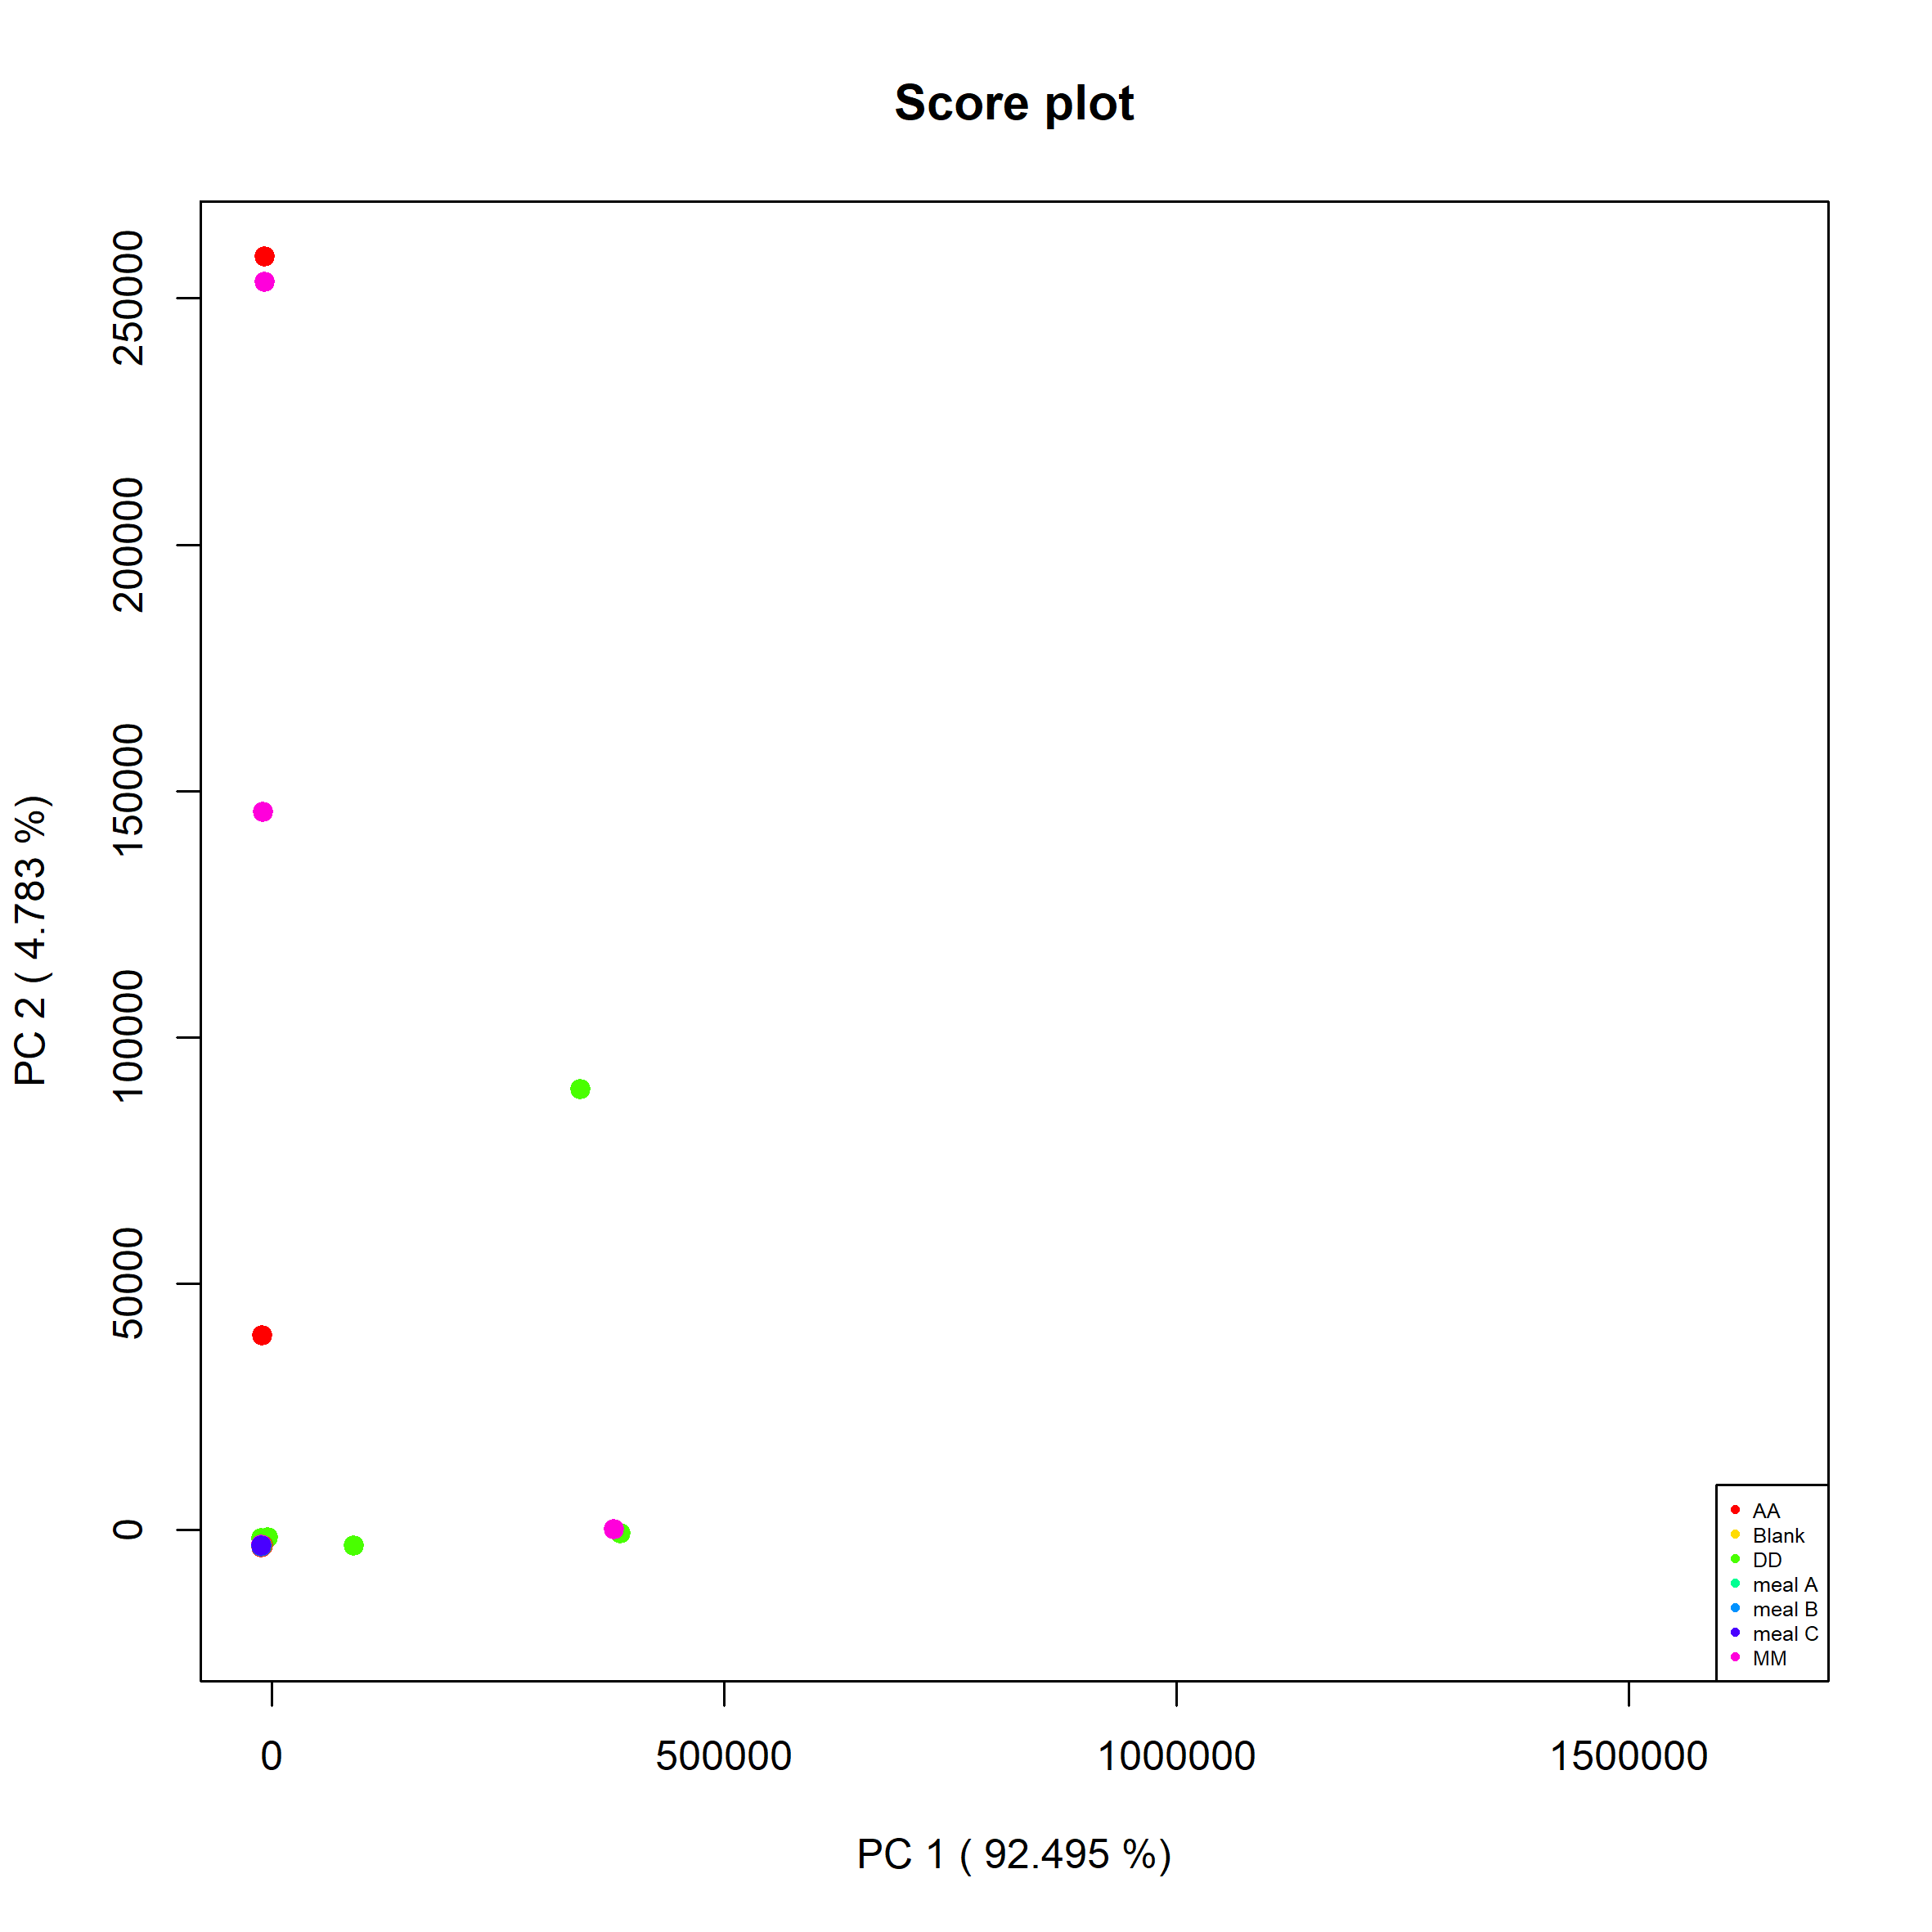 Score plot
PC 2 ( 4.783 %)
250000
200000
150000
100000
50000
0
0
500000
1000000
1500000
PC 1 ( 92.495 %)
AA
Blank
DD
meal A
meal B
meal C
MM